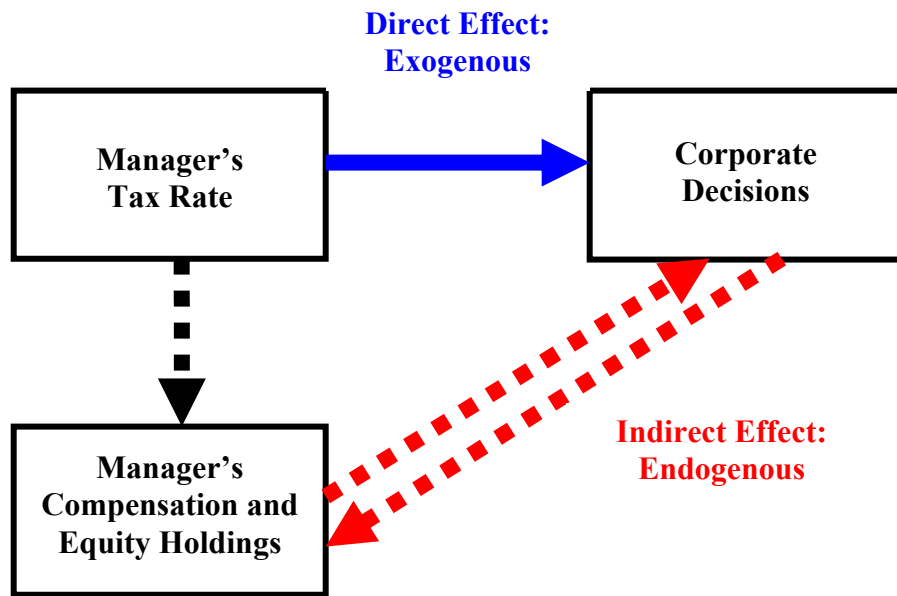 Direct Effect:
Exogenous
Manager’s
Tax Rate
Corporate
Decisions
Manager’s
Compensation and
Equity Holdings
Indirect Effect:
Endogenous